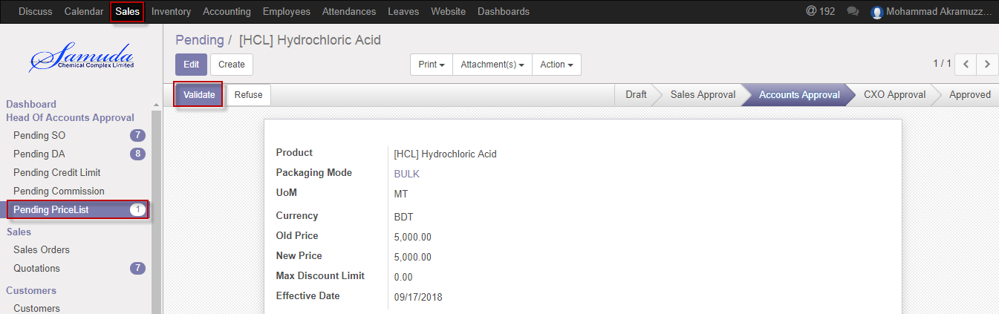 Discuss Calendar Sales Inventory Accounting Employees Attendances Leaves Website Dashboards @ 192 Mohammad Akramuzz...
Samuda
Chemical Complex Limited
Pending / [HCL] Hydrochloric Acid
Edit Create Print Attachment(s) Action 1 / 1
Validate Refuse Draft Sales Approval Accounts Approval CXO Approval Approved
Dashboard
Head Of Accounts Approval
Pending SO 7
Pending DA 8
Pending Credit Limit
Pending Commission
Pending PriceList 1
Sales
Sales Orders
Quotations 7
Customers
Customers
Product [HCL] Hydrochloric Acid
Packaging Mode BULK
UoM MT
Currency BDT
Old Price 5,000.00
New Price 5,000.00
Max Discount Limit 0.00
Effective Date 09/17/2018